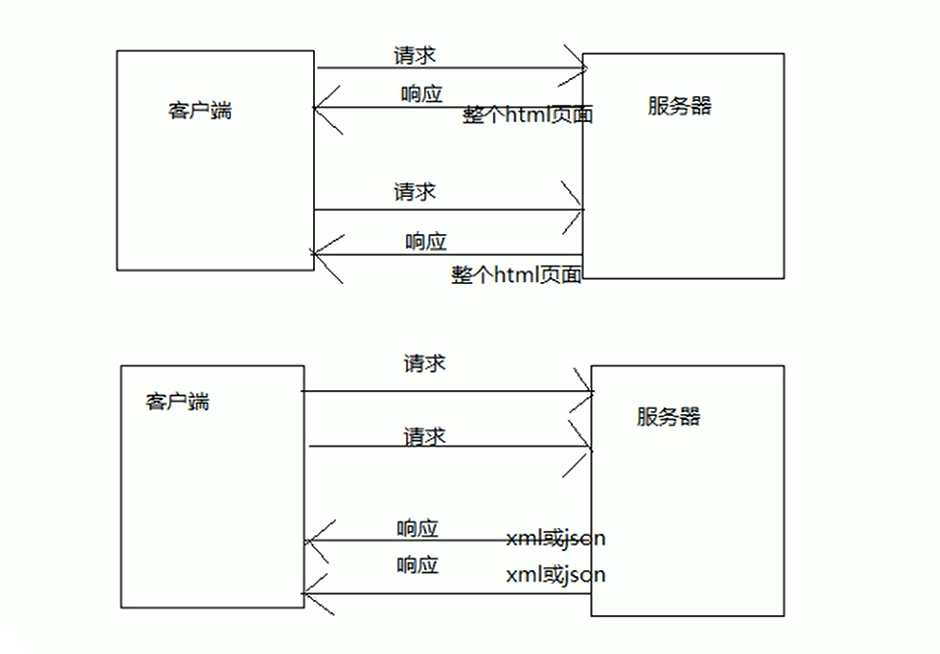 请求
响应
客户端
整个html页面
服务器
请求
响应
整个html页面
请求
客户端
服务器
请求
响应
xml或json
响应
xml或json